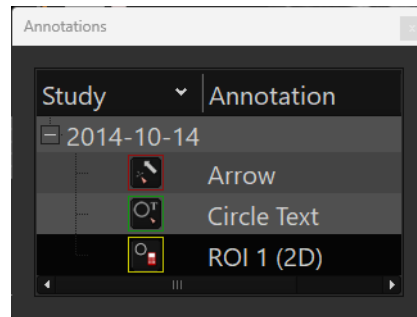 Annotations
Study Annotation
2014-10-14
Arrow
Circle Text
ROI 1 (2D)